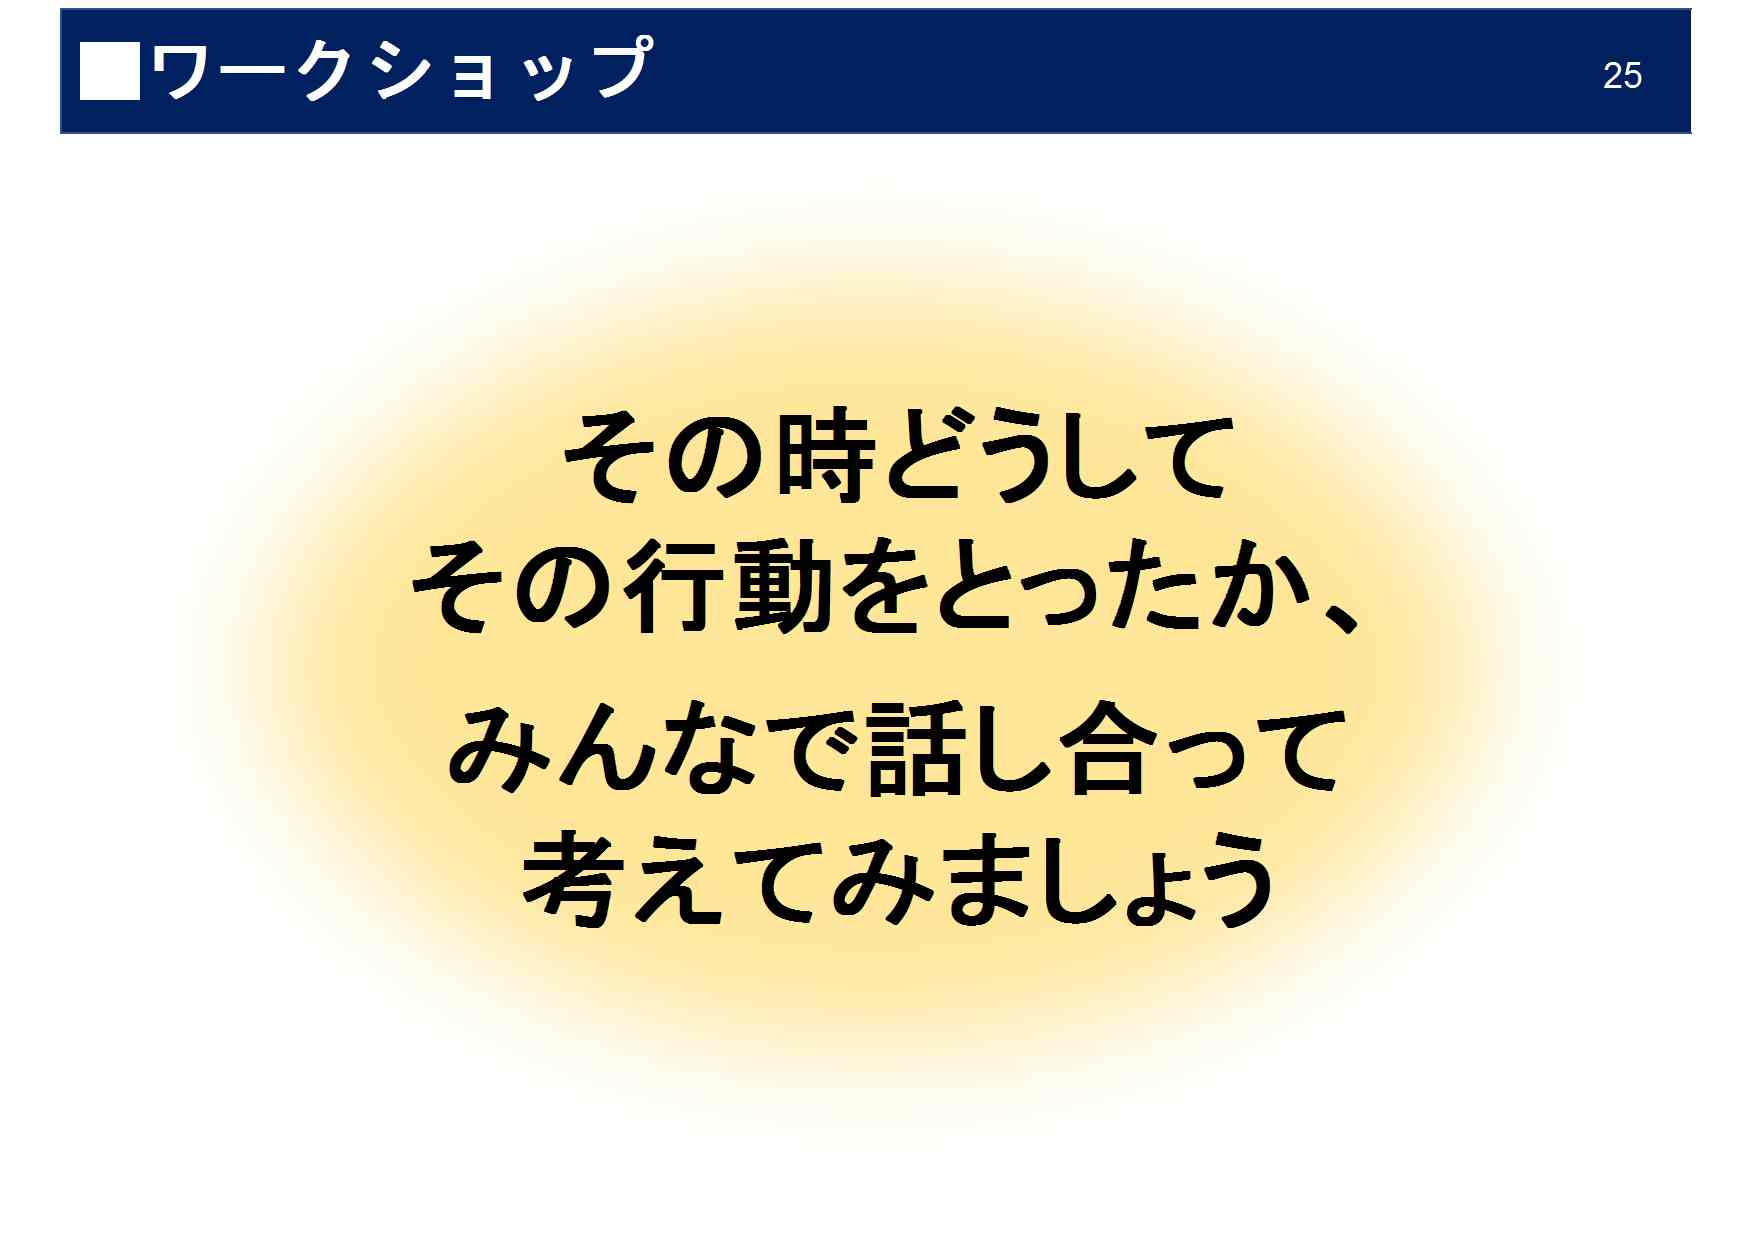 ■ワークショップ
25
その時どうして
その行動をとったか、
みんなで話し合って
考えてみましょう